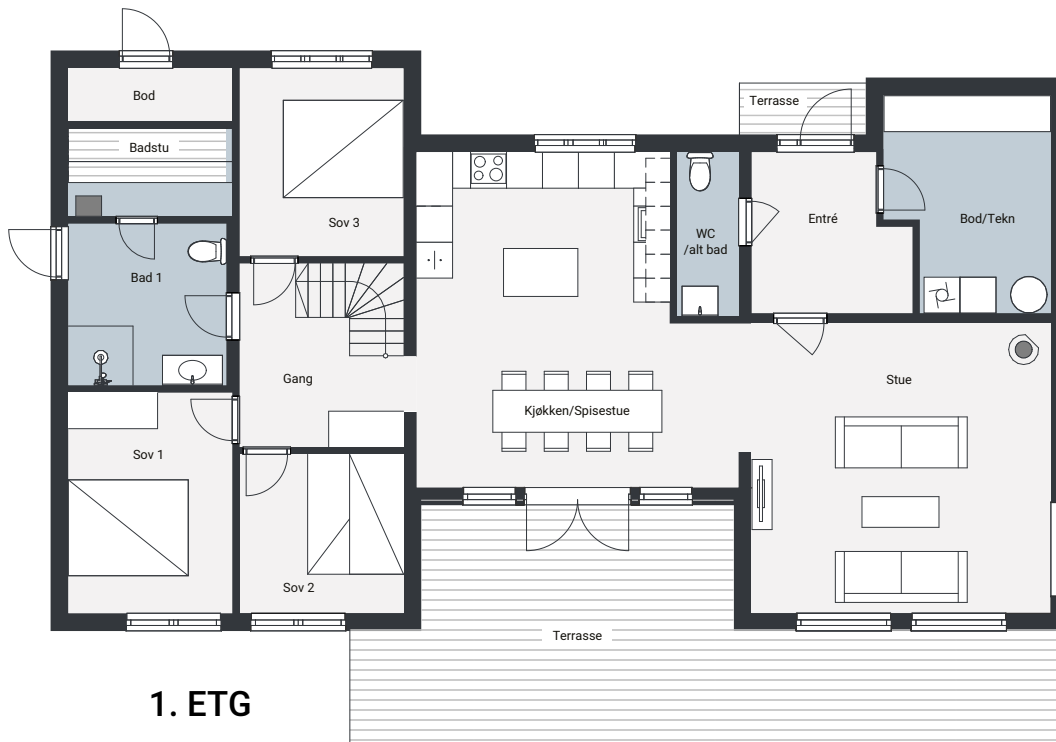 Bod
Terrasse
Badstu
Sov 3
Entré
Bod/Tekn
WC
/alt bad
Bad 1
Gang
Stue
Kjøkken/Spisestue
Sov 1
Sov 2
Terrasse
1. ETG